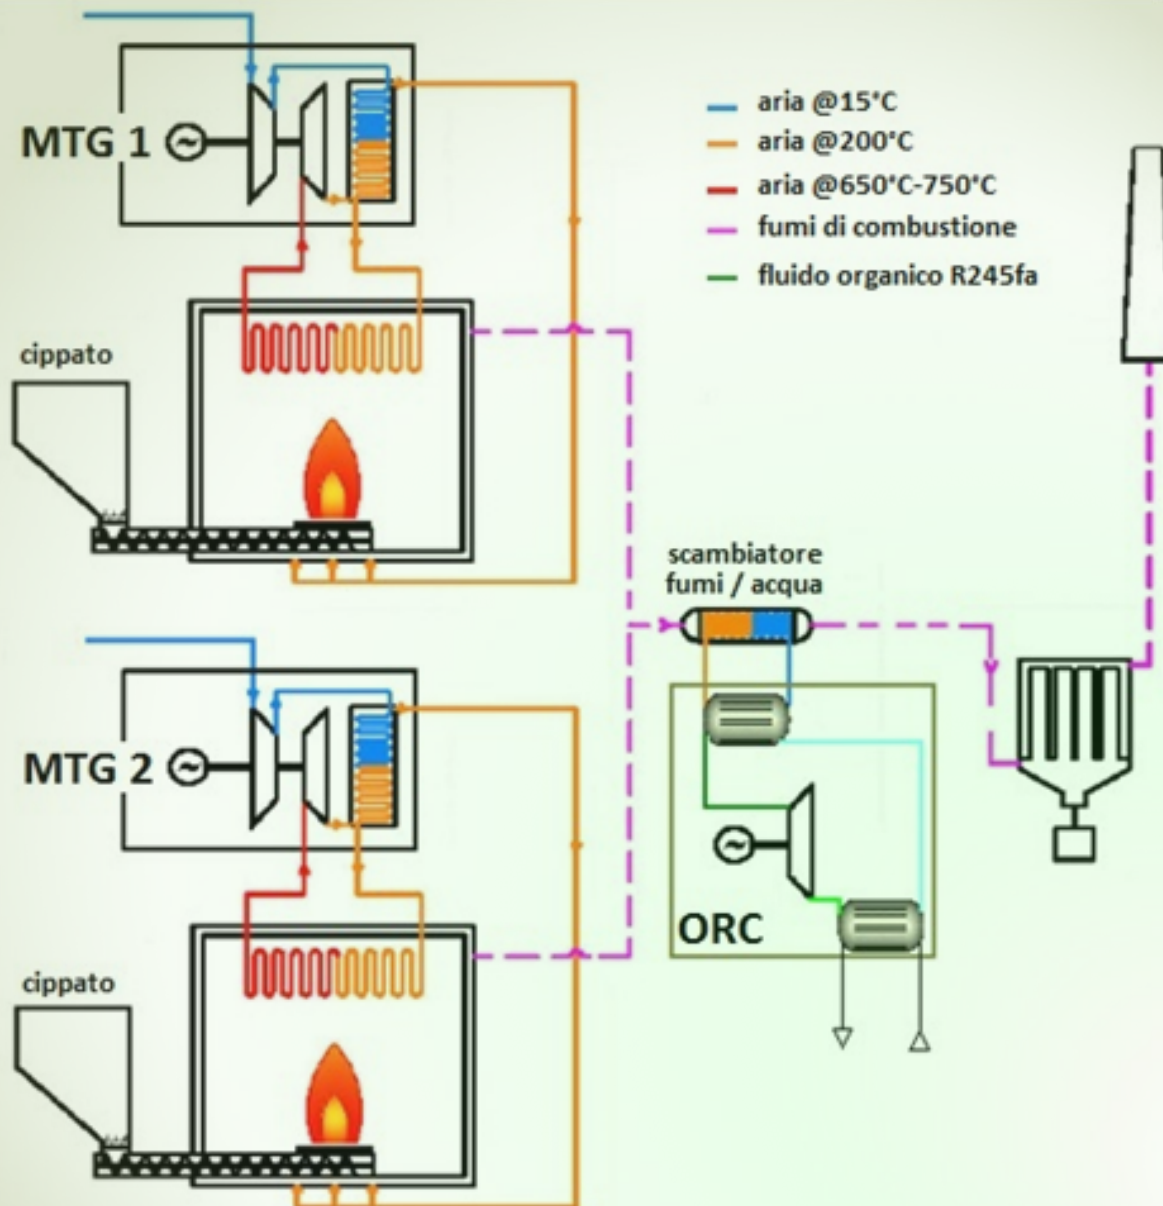 MTG 1
aria @15°C
aria @200°C
aria @650°C-750°C
fumi di combustione
fluido organico R245fa
cippato
scambiatore
fumi / acqua
MTG 2
ORC
cippato